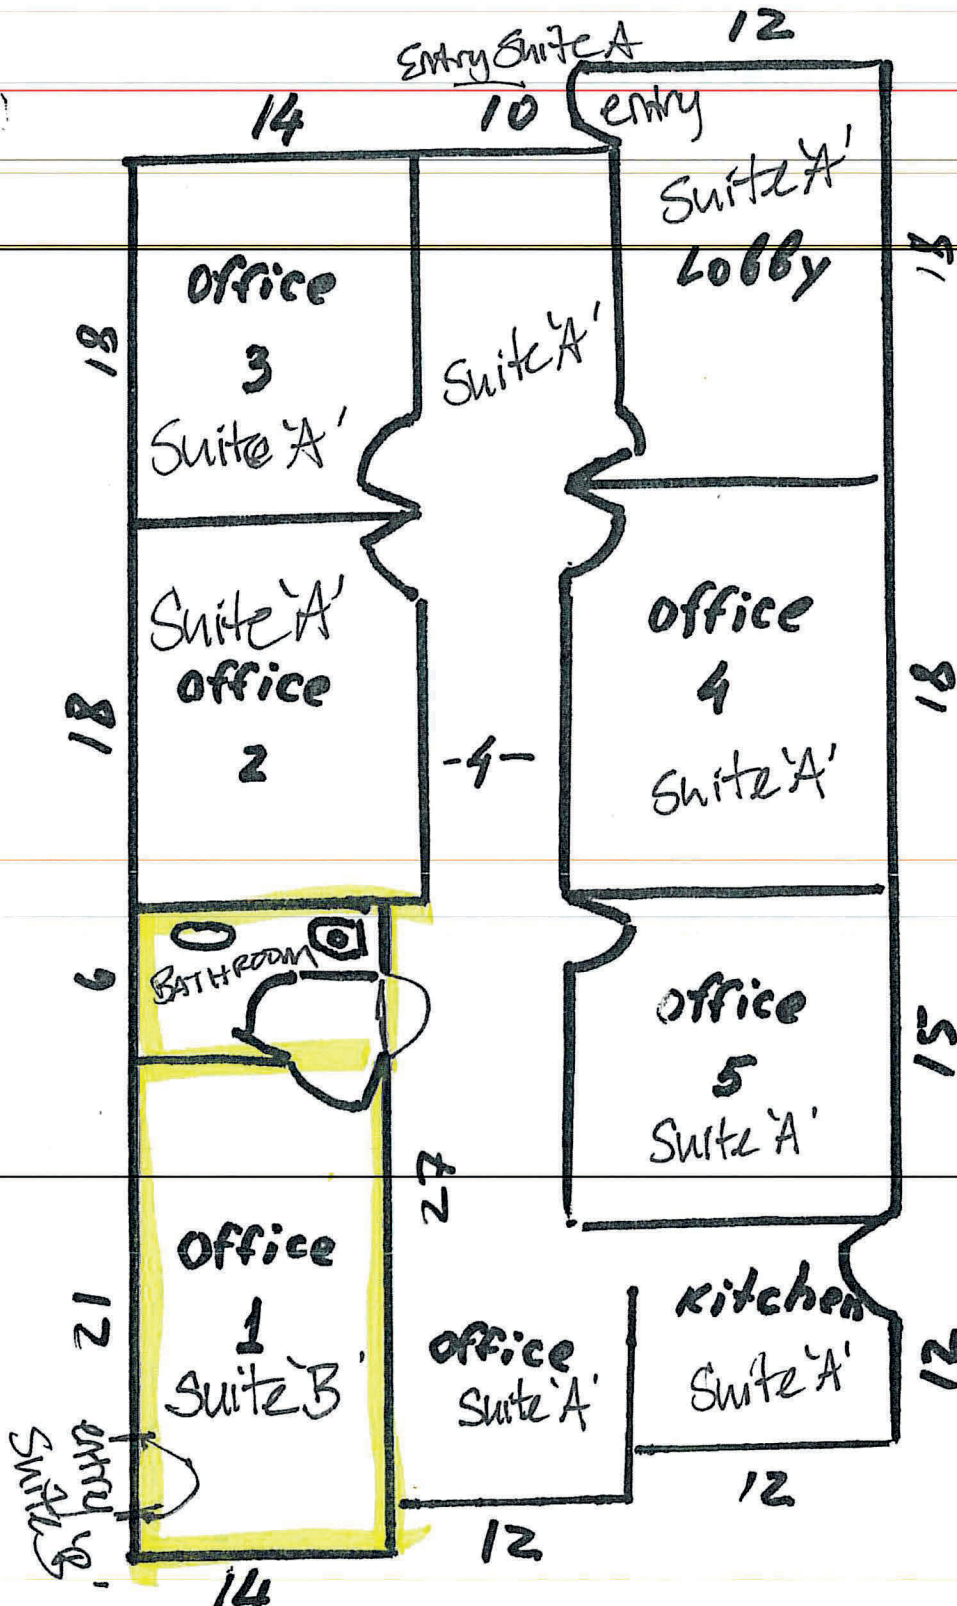 12
Entry Suite A
14
10
entry
Suite 'A'
Lobby
18
Office
3
Suite 'A'
18
Suite 'A'
Suite 'A'
Office
2
18
-4-
Office
4
Suite 'A'
18
6
BATHROOM
Office
5
Suite 'A'
15
27
Office
1
Suite 'B'
21
entry
Suite 'B'
Office
Suite 'A'
Kitchen
Suite 'A'
12
12
12
14